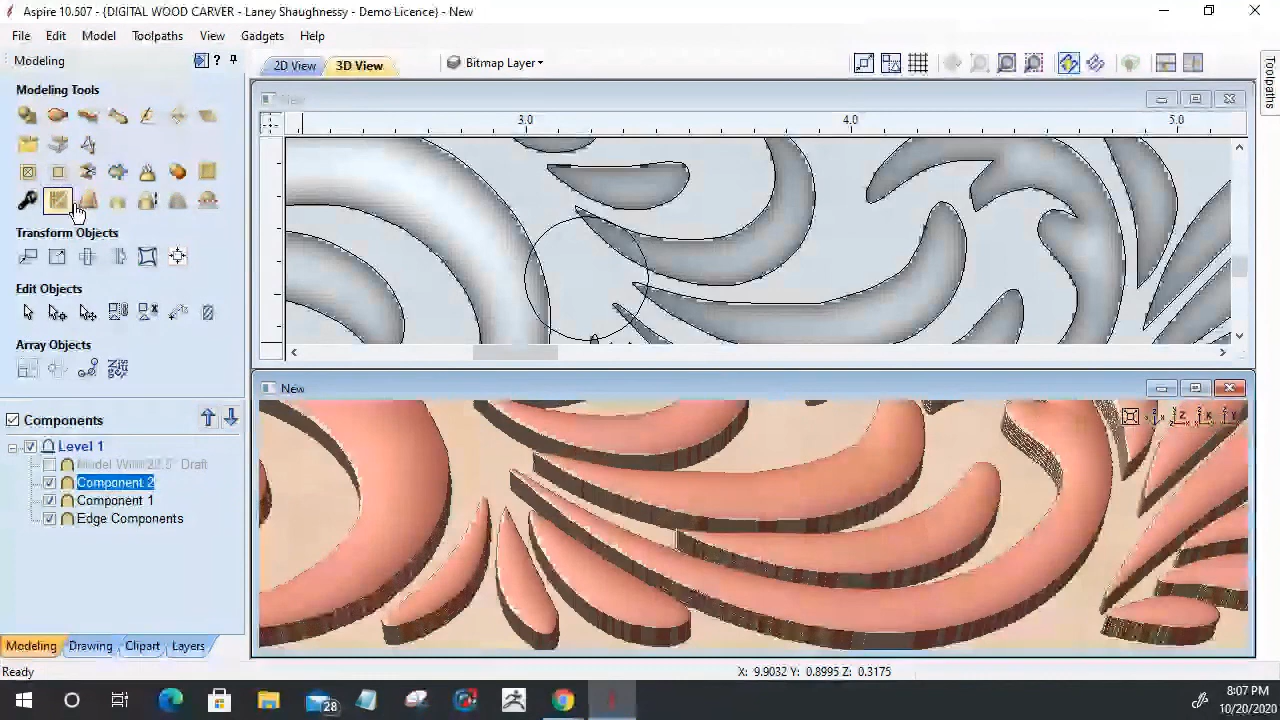 Aspire 10.507 - {DIGITAL WOOD CARVER - Laney Shaughnessy - Demo Licence} - New
File Edit Model Toolpaths View Gadgets Help
Modeling
2D View 3D View Bitmap Layer
Toolpaths
Modeling Tools
3.0 4.0 5.0
Transform Objects
Edit Objects
Array Objects
New
Components
Level 1
Component 2
Component 1
Edge Components
Modeling Drawing Clipart Layers
Ready
X: 9.9032 Y: 0.8995 Z: 0.3175
28
8:07 PM
10/20/2020